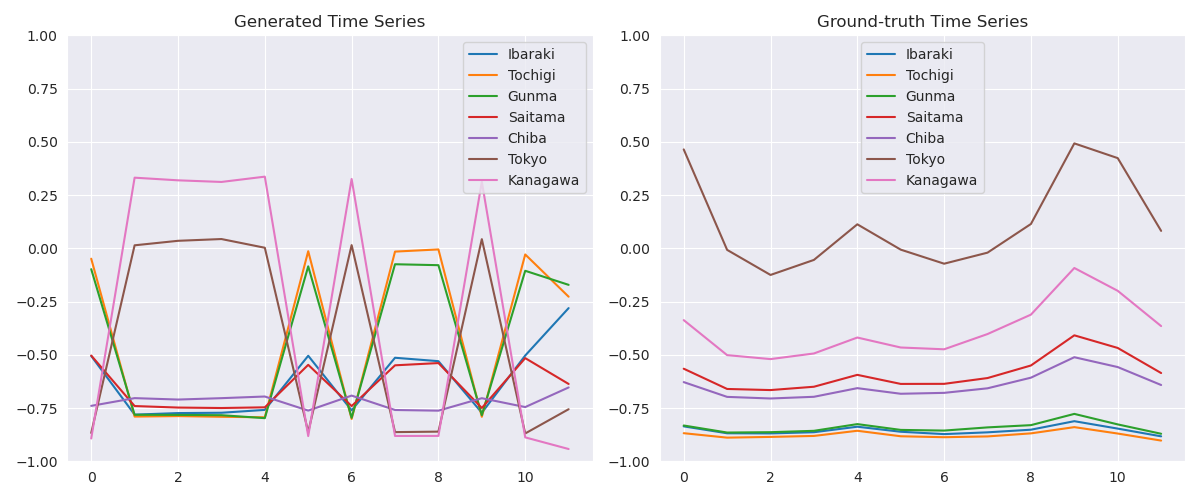 Generated Time Series
1.00
0.75
0.50
0.25
0.00
−0.25
−0.50
−0.75
−1.00
0 2 4 6 8 10
Ibaraki
Tochigi
Gunma
Saitama
Chiba
Tokyo
Kanagawa
Ground-truth Time Series
1.00
0.75
0.50
0.25
0.00
−0.25
−0.50
−0.75
−1.00
0 2 4 6 8 10
Ibaraki
Tochigi
Gunma
Saitama
Chiba
Tokyo
Kanagawa